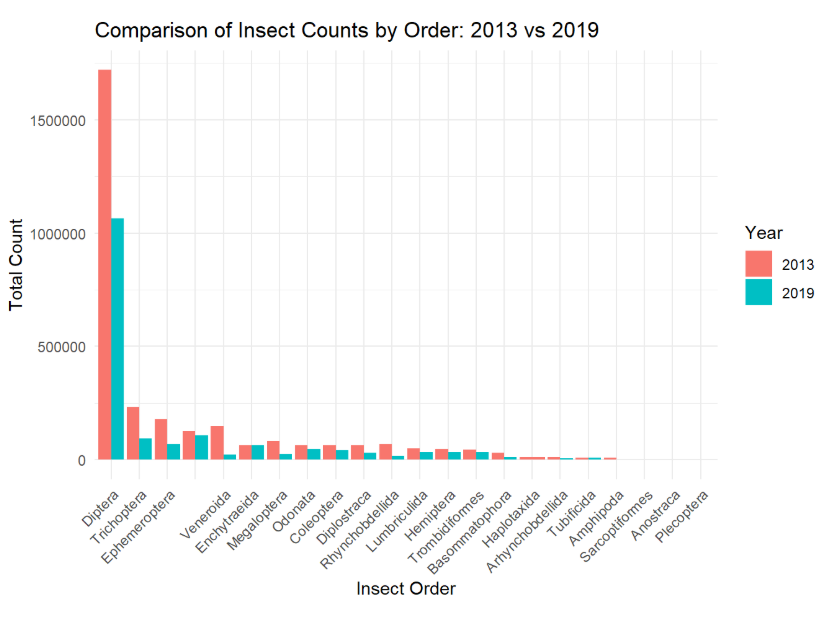 Comparison of Insect Counts by Order: 2013 vs 2019
Total Count
1500000
1000000
500000
0
Diptera
Trichoptera
Ephemeroptera
Veneroida
Enchytraeida
Megaloptera
Odonata
Coleoptera
Diplostraca
Rhynchobdellida
Lumbriculida
Hemiptera
Trombidiformes
Basommatophora
Haplotaxida
Arhynchobdellida
Tubificida
Amphipoda
Sarcoptiformes
Anostraca
Plecoptera
Insect Order
Year
2013
2019